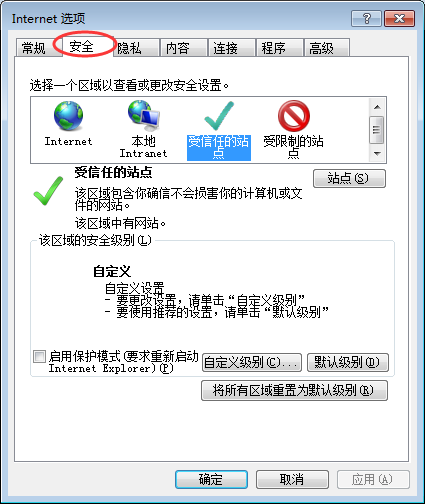 Internet 选项
常规 安全 隐私 内容 连接 程序 高级
选择一个区域以查看或更改安全设置。
Internet 本地 受信任的站 受限制的站
Intranet 点 点
受信任的站点
站点(S)
该区域包含你确信不会损害你的计算机或文
件的网站。
该区域中有网站。
该区域的安全级别(L)
自定义
自定义设置
- 要更改设置，请单击“自定义级别”
- 要使用推荐的设置，请单击“默认级别”
启用保护模式(要求重新启动
Internet Explorer)(P)
自定义级别(C)... 默认级别(D)
将所有区域重置为默认级别(R)
确定 取消 应用(A)